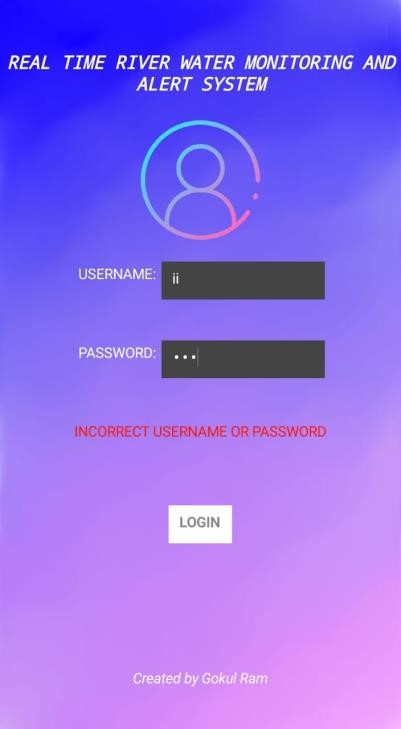 REAL TIME RIVER WATER MONITORING AND
ALERT SYSTEM
USERNAME: ii
PASSWORD: •••
INCORRECT USERNAME OR PASSWORD
LOGIN
Created by Gokul Ram